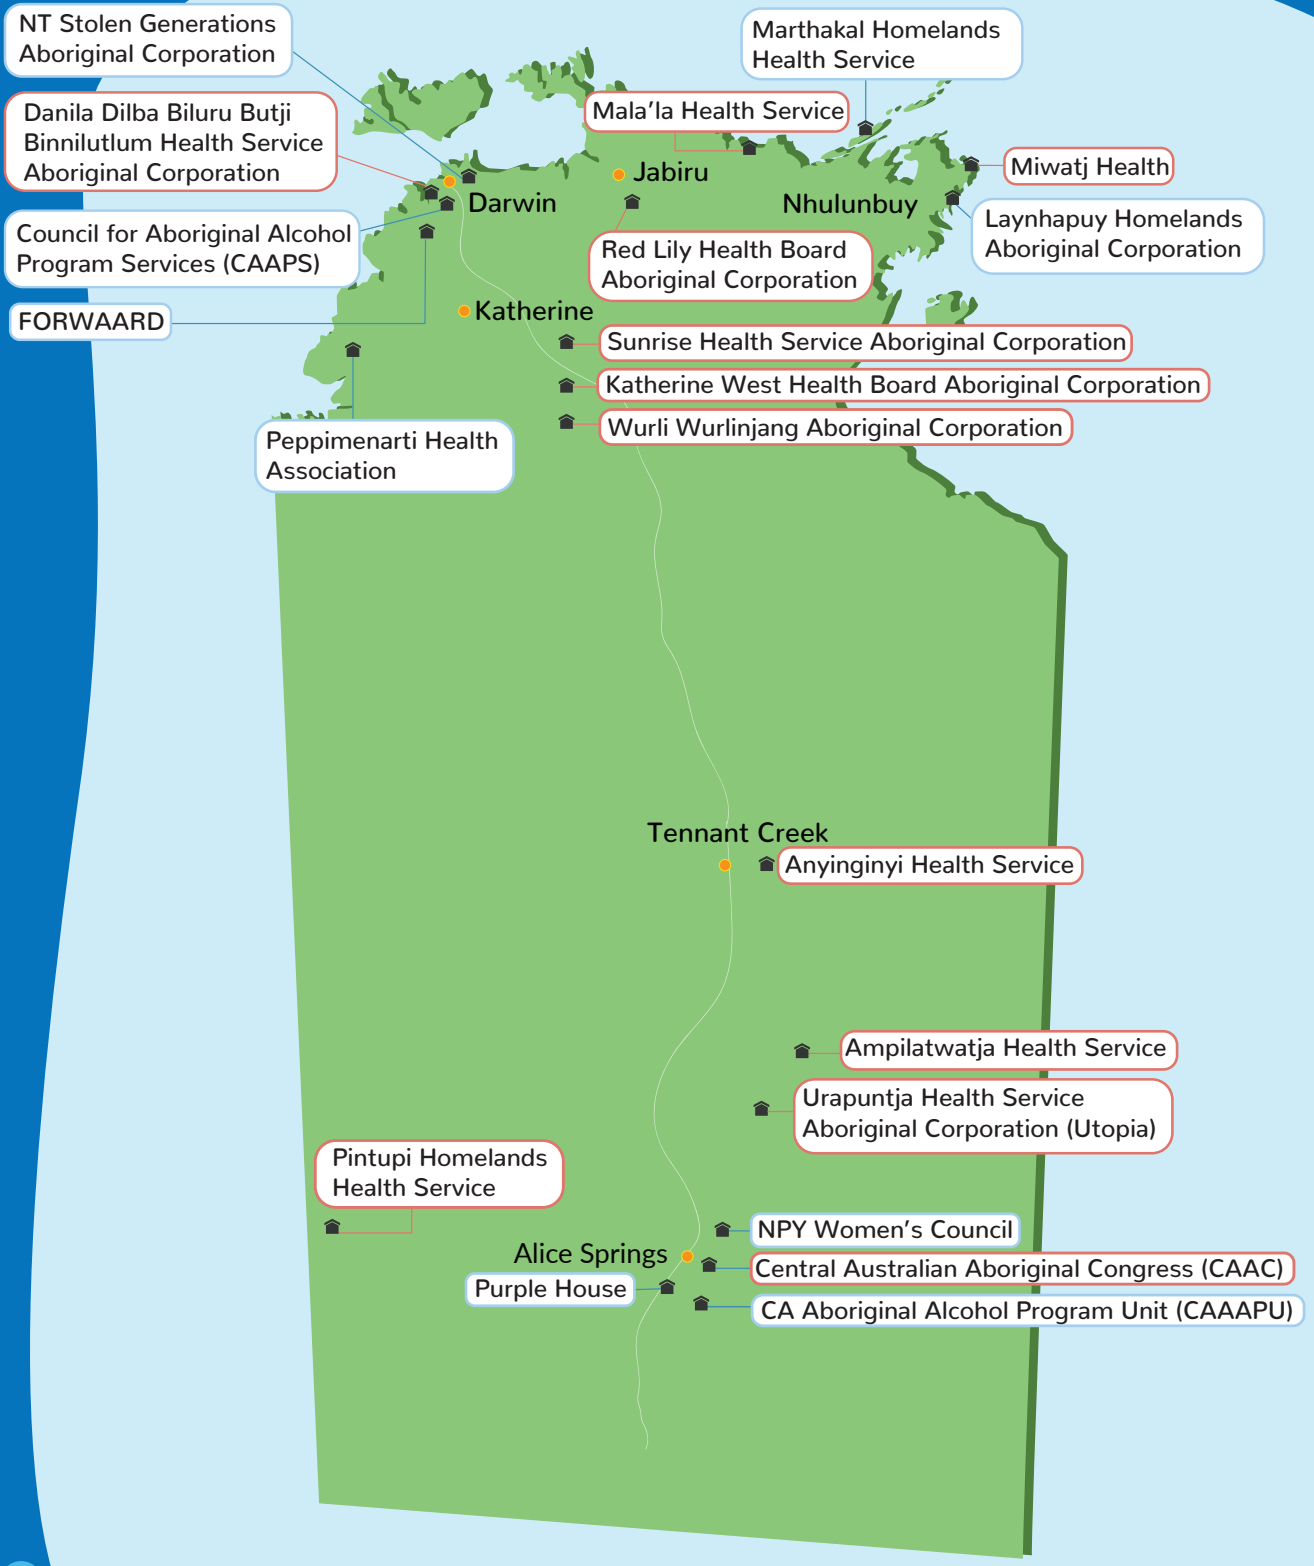 NT Stolen Generations
Aboriginal Corporation
Marthakal Homelands
Health Service
Danila Dilba Biluru Butji
Binnilutlum Health Service
Aboriginal Corporation
Mala'la Health Service
Miwatj Health
Jabiru
Darwin
Nhulunbuy
Laynhapuy Homelands
Aboriginal Corporation
Council for Aboriginal Alcohol
Program Services (CAAPS)
Red Lily Health Board
Aboriginal Corporation
FORWAARD
Katherine
Sunrise Health Service Aboriginal Corporation
Katherine West Health Board Aboriginal Corporation
Wurli Wurlinjang Aboriginal Corporation
Peppimenarti Health
Association
Tennant Creek
Anyinginyi Health Service
Ampilatwatja Health Service
Urapuntja Health Service
Aboriginal Corporation (Utopia)
Pintupi Homelands
Health Service
NPY Women's Council
Alice Springs
Central Australian Aboriginal Congress (CAAC)
Purple House
CA Aboriginal Alcohol Program Unit (CAAAPU)